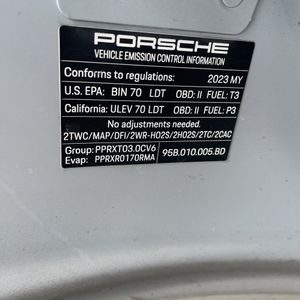 PORSCHE
VEHICLE EMISSION CONTROL INFORMATION
Conforms to regulations: 2023 MY
U.S. EPA: BIN 70 LDT OBD: II FUEL: T3
California: ULEV 70 LDT OBD: II FUEL: P3
No adjustments needed.
2TWC/MAP/DFI/2WR-HO2S/2HO2S/2TC/2CAC
Group: PPRXT03.0CV6
Evap: PPRXR0170RMA 95B.010.005.BD